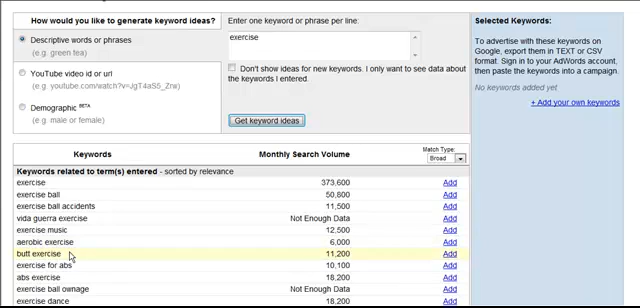 How would you like to generate keyword ideas?
Descriptive words or phrases
(e.g. green tea)
YouTube video id or url
(e.g. youtube.com/watch?v=JgT4aS5_Zrw)
Demographic BETA
(e.g. male or female)
Enter one keyword or phrase per line:
exercise
Don't show ideas for new keywords. I only want to see data about
the keywords I entered.
Get keyword ideas
Selected Keywords:
To advertise with these keywords on
Google, export them in TEXT or CSV
format. Sign in to your AdWords account,
then paste the keywords into a campaign.
No keywords added yet
+ Add your own keywords
Keywords Monthly Search Volume Match Type:
Broad
Keywords related to term(s) entered - sorted by relevance
exercise 373,600 Add
exercise ball 50,800 Add
exercise ball accidents 11,500 Add
vida guerra exercise Not Enough Data Add
exercise music 12,500 Add
aerobic exercise 6,000 Add
butt exercise 11,200 Add
exercise for abs 10,100 Add
abs exercise 18,200 Add
exercise ball ownage Not Enough Data Add
exercise dance 18,200 Add